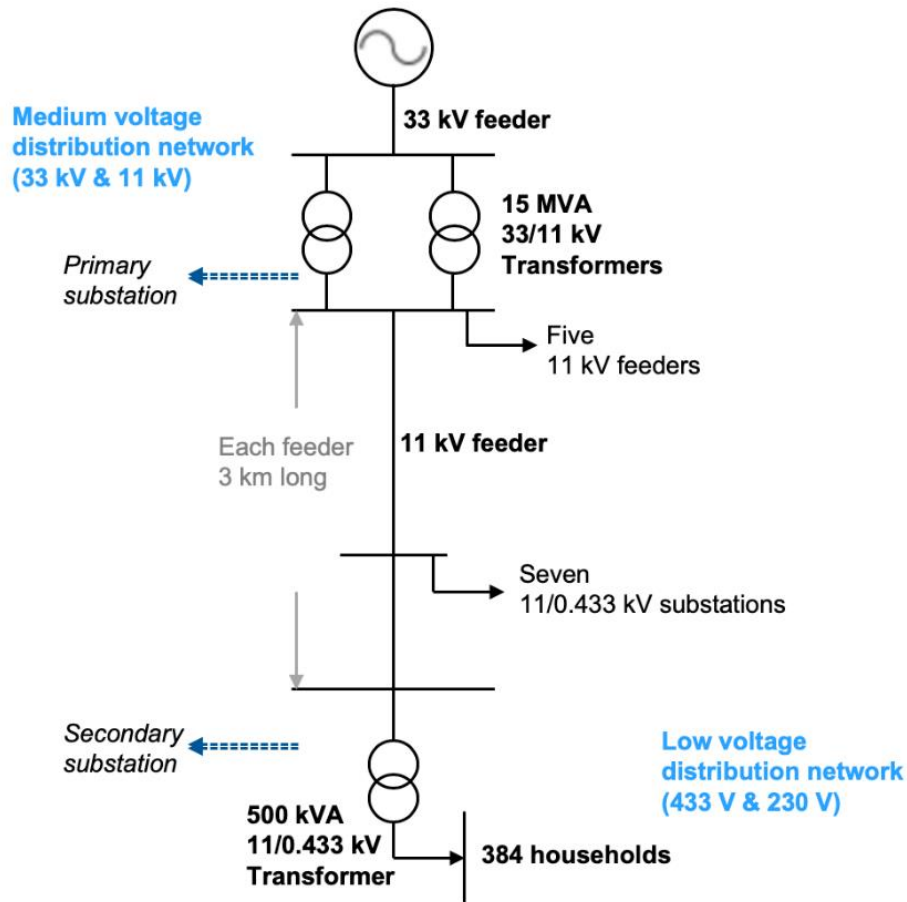 33 kV feeder
Medium voltage
distribution network
(33 kV & 11 kV)
15 MVA
33/11 kV
Transformers
Primary
substation
Five
11 kV feeders
Each feeder
3 km long
11 kV feeder
Seven
11/0.433 kV substations
Secondary
substation
Low voltage
distribution network
(433 V & 230 V)
500 kVA
11/0.433 kV
Transformer
384 households